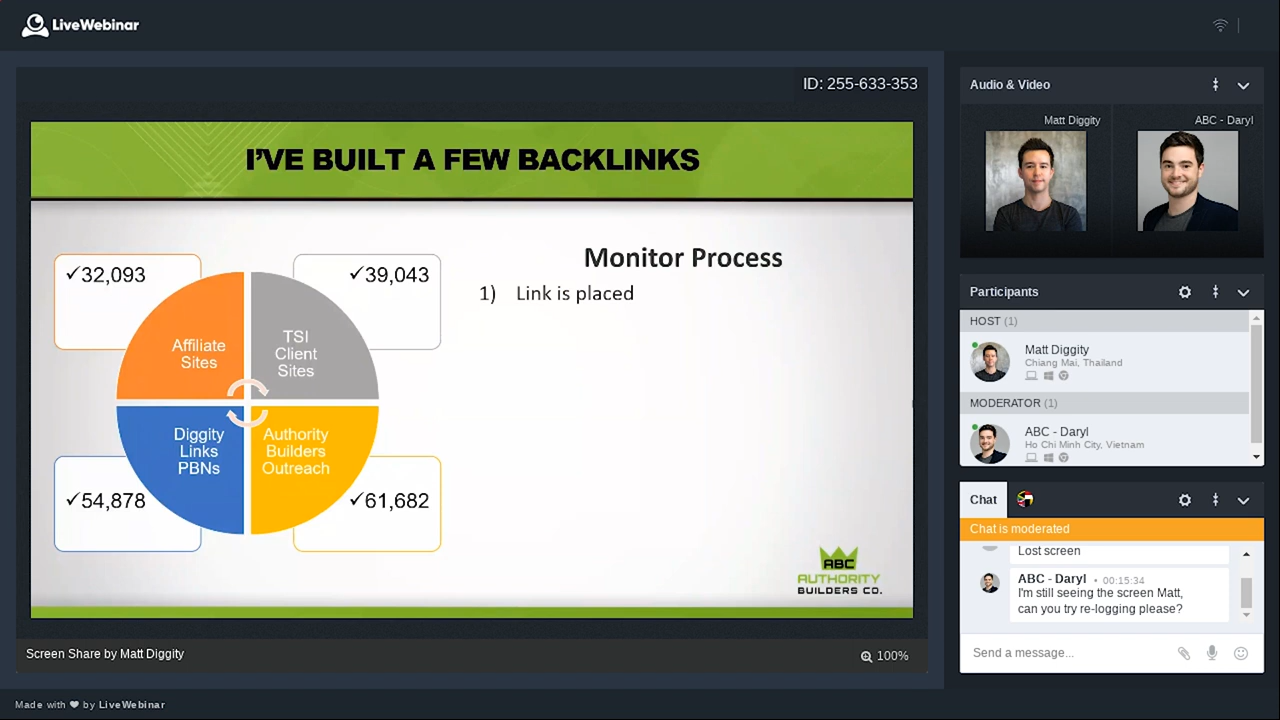 LiveWebinar
ID: 255-633-353
I'VE BUILT A FEW BACKLINKS
✓32,093
✓39,043
Affiliate
Sites
TSI
Client
Sites
Diggity
Links
PBNs
Authority
Builders
Outreach
✓54,878
✓61,682
Monitor Process
1) Link is placed
ABC
AUTHORITY
BUILDERS CO.
Screen Share by Matt Diggity
100%
Audio & Video
Matt Diggity
ABC - Daryl
Participants
HOST (1)
Matt Diggity
Chiang Mai, Thailand
MODERATOR (1)
ABC - Daryl
Ho Chi Minh City, Vietnam
Chat
Chat is moderated
Lost screen
ABC - Daryl • 00:15:34
I'm still seeing the screen Matt,
can you try re-logging please?
Send a message...
Made with ❤ by LiveWebinar